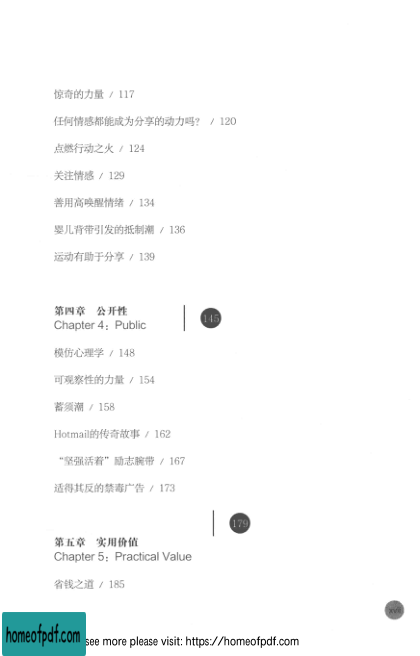 惊奇的力量 / 117
任何情感都能成为分享的动力吗? / 120
点燃行动之火 / 124
关注情感 / 129
善用高唤醒情绪 / 134
婴儿背带引发的抵制潮 / 136
运动有助于分享 / 139
第四章 公开性
Chapter 4: Public
145
模仿心理学 / 148
可观察性的力量 / 154
蓄须潮 / 158
Hotmail的传奇故事 / 162
“坚强活着”励志腕带 / 167
适得其反的禁毒广告 / 173
179
第五章 实用价值
Chapter 5: Practical Value
省钱之道 / 185
homeofpdf.com
see more please visit: https://homeofpdf.com